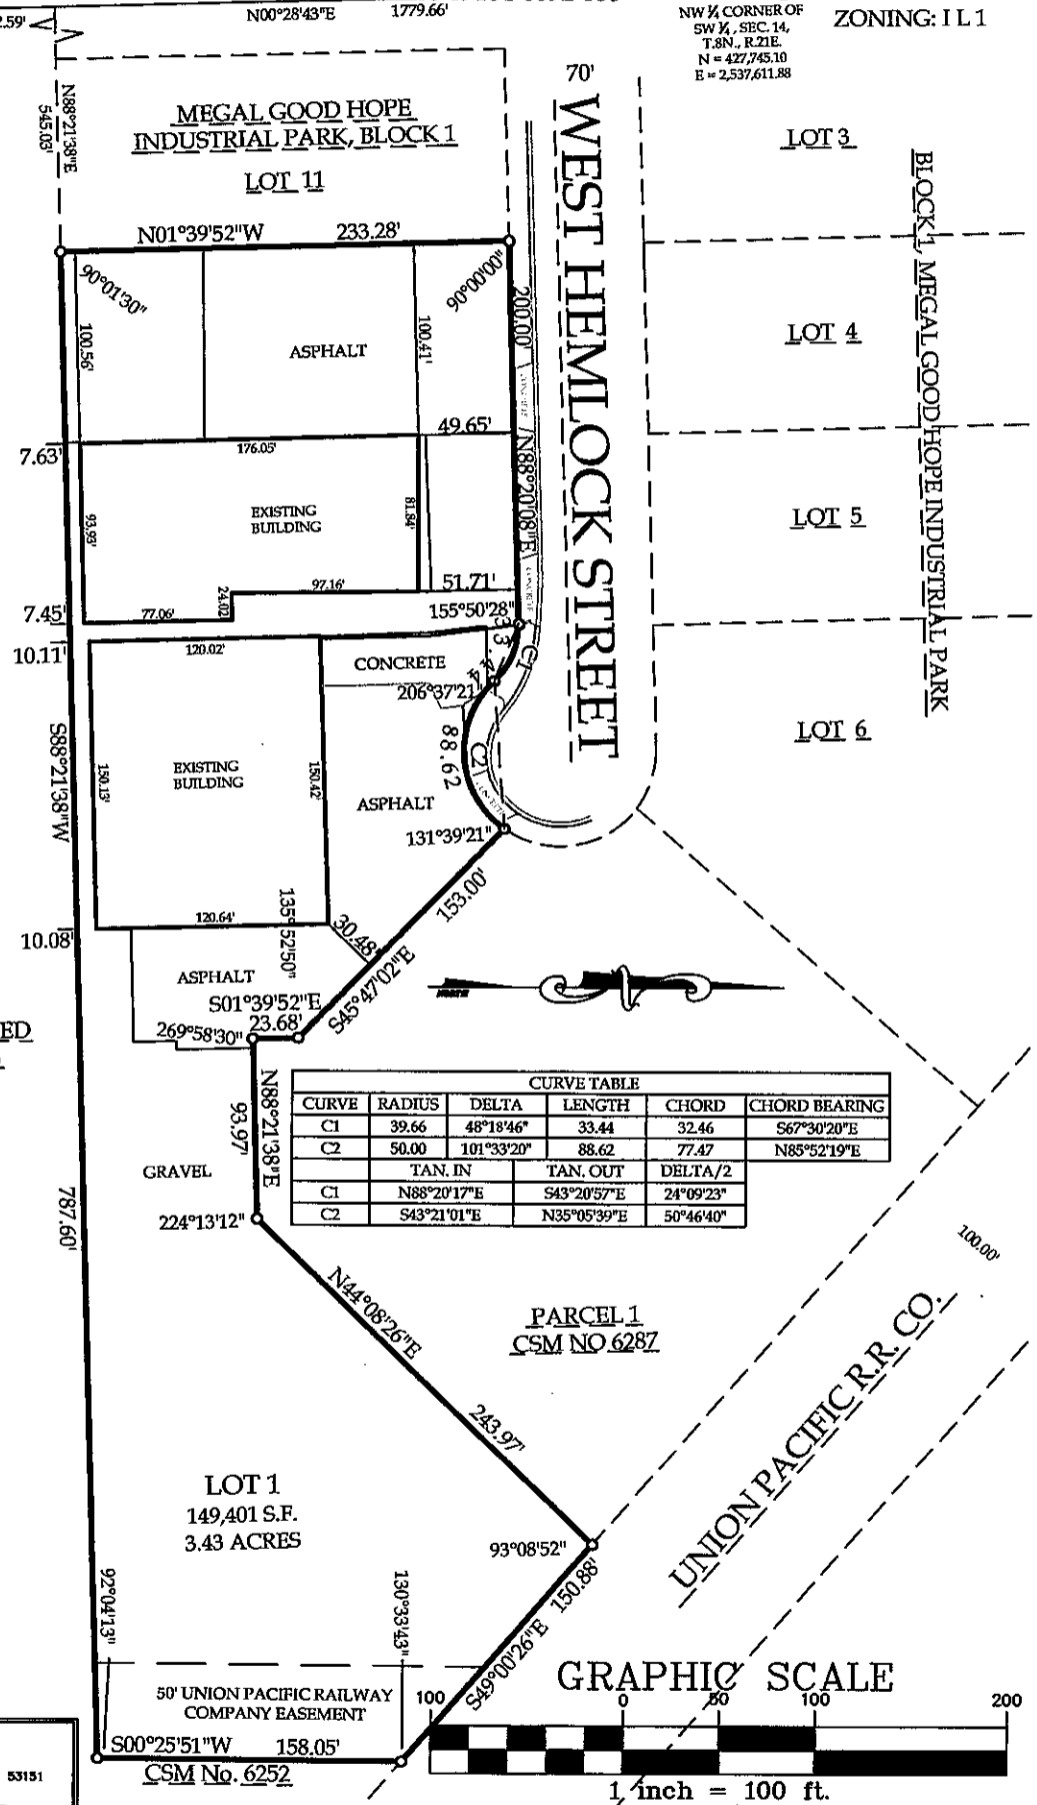 2.59'
N00°28'43"E 1779.66'
NW ¼ CORNER OF
SW ¼, SEC. 14,
T.8N., R.21E.
N = 427,745.10
E = 2,537,611.88
ZONING: I L 1
N88°21'38"E
545.03'
MEGAL GOOD HOPE
INDUSTRIAL PARK, BLOCK 1
LOT 11
70'
WEST HEMLOCK STREET
LOT 3
BLOCK 1, MEGAL GOOD HOPE INDUSTRIAL PARK
N01°39'52"W 233.28'
90°01'30"
90°00'00"
100.56'
ASPHALT
100.41'
200.00'
CONCRETE
N88°20'08"E
LOT 4
49.65'
7.63'
176.05'
93.93'
EXISTING
BUILDING
81.84'
LOT 5
97.16'
51.71'
CONCRETE
24.02'
77.06'
7.45'
155°50'28"
10.11'
120.02'
CONCRETE
33.44
C1
206°37'21"
S88°21'38"W
787.60'
EXISTING
BUILDING
150.13'
150.42'
88.62
C2
CONCRETE
LOT 6
ASPHALT
131°39'21"
153.00'
S45°47'02"E
120.64'
135°52'50"
30.48'
10.08'
ASPHALT
NORTH
S01°39'52"E
23.68'
269°58'30"
ED
N88°21'38"E
93.97'
CURVE TABLE
CURVE RADIUS DELTA LENGTH CHORD CHORD BEARING
C1 39.66 48°18'46" 33.44 32.46 S67°30'20"E
C2 50.00 101°33'20" 88.62 77.47 N85°52'19"E
TAN. IN TAN. OUT DELTA/2
C1 N88°20'17"E S43°20'57"E 24°09'23"
C2 S43°21'01"E N35°05'39"E 50°46'40"
GRAVEL
224°13'12"
N44°08'26"E
243.97'
PARCEL 1
CSM NO 6287
100.00'
UNION PACIFIC R.R. CO.
LOT 1
149,401 S.F.
3.43 ACRES
93°08'52"
150.88'
S49°00'26"E
92°04'13"
130°33'43"
50' UNION PACIFIC RAILWAY
COMPANY EASEMENT
S00°25'51"W 158.05'
CSM No. 6252
53151
GRAPHIC SCALE
100 0 50 100 200
1 inch = 100 ft.